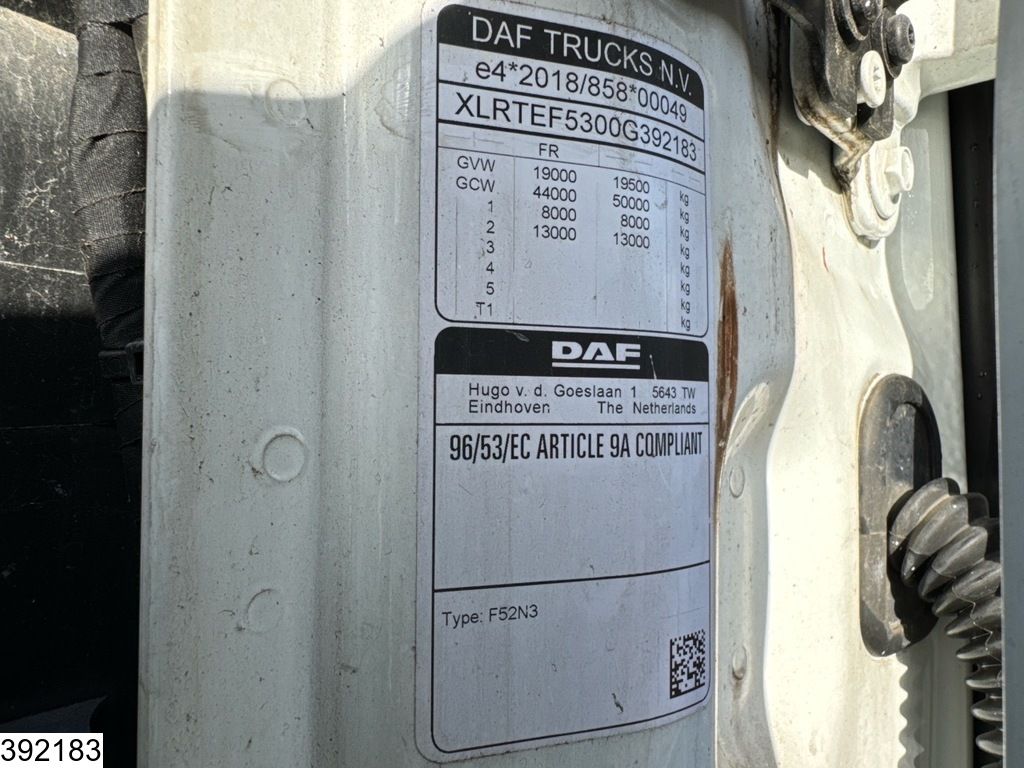 DAF TRUCKS N.V.
e4*2018/858*00049
XLRTEF5300G392183
FR
GVW 19000 19500 kg
GCW 44000 50000 kg
1 8000 8000 kg
2 13000 13000 kg
3 kg
4 kg
5 kg
T1 kg
DAF
Hugo v. d. Goeslaan 1 5643 TW
Eindhoven The Netherlands
96/53/EC ARTICLE 9A COMPLIANT
Type: F52N3
392183